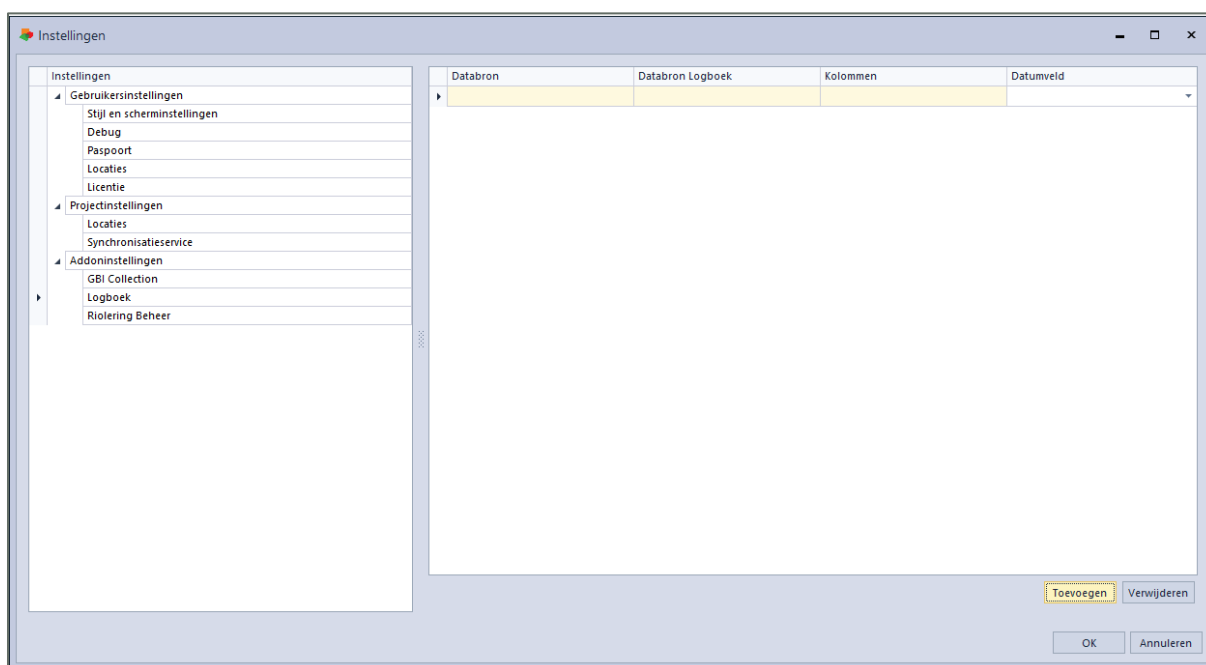 Instellingen
Instellingen
Gebruikersinstellingen
Stijl en scherminstellingen
Debug
Paspoort
Locaties
Licentie
Projectinstellingen
Locaties
Synchronisatieservice
Addoninstellingen
GBI Collection
Logboek
Riolering Beheer
Databron Databron Logboek Kolommen Datumveld
Toevoegen Verwijderen
OK Annuleren